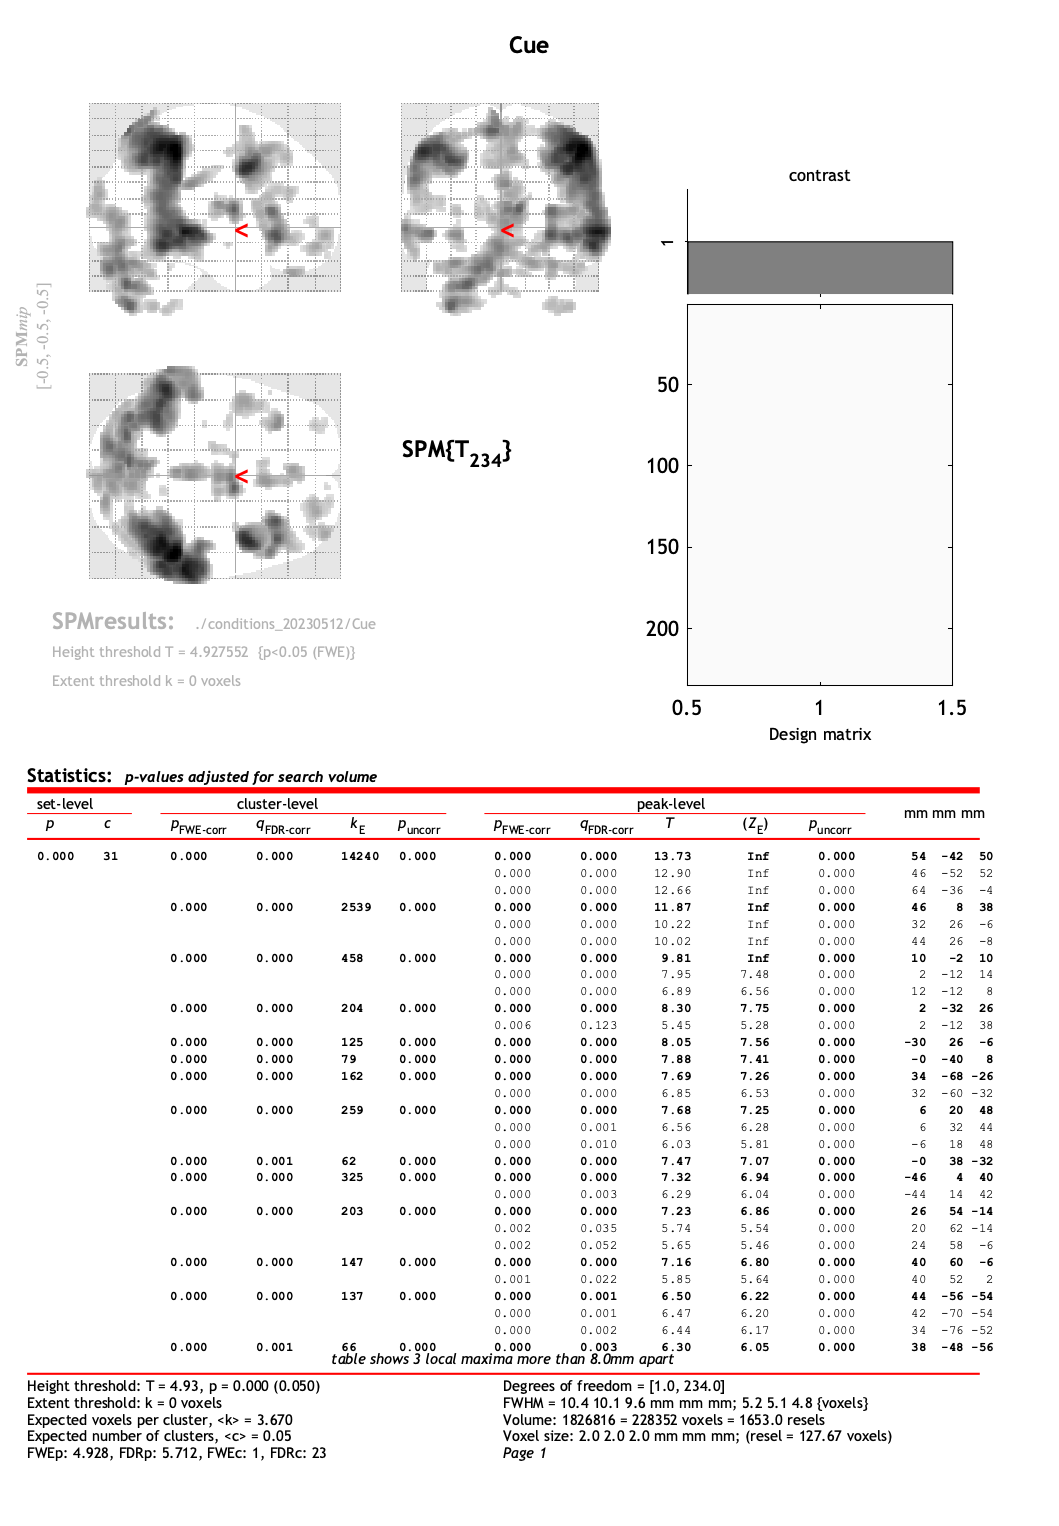 Cue
contrast
1
<
<
<
SPMmip
[-0.5, -0.5, -0.5]
SPM{T234}
50
100
150
200
0.5 1 1.5
Design matrix
SPMresults: ./conditions_20230512/Cue
Height threshold T = 4.927552 {p<0.05 (FWE)}
Extent threshold k = 0 voxels
Statistics: p-values adjusted for search volume
set-level cluster-level peak-level mm mm mm
p c pFWE-corr qFDR-corr kE puncorr pFWE-corr qFDR-corr T (ZE) puncorr
0.000 31 0.000 0.000 14240 0.000 0.000 0.000 13.73 Inf 0.000 54 -42 50
0.000 0.000 12.90 Inf 0.000 46 -52 52
0.000 0.000 12.66 Inf 0.000 64 -36 -4
0.000 0.000 2539 0.000 0.000 0.000 11.87 Inf 0.000 46 8 38
0.000 0.000 10.22 Inf 0.000 32 26 -6
0.000 0.000 10.02 Inf 0.000 44 26 -8
0.000 0.000 458 0.000 0.000 0.000 9.81 Inf 0.000 10 -2 10
0.000 0.000 7.95 7.48 0.000 2 -12 14
0.000 0.000 6.89 6.56 0.000 12 -12 8
0.000 0.000 204 0.000 0.000 0.000 8.30 7.75 0.000 2 -32 26
0.006 0.123 5.45 5.28 0.000 2 -12 38
0.000 0.000 125 0.000 0.000 0.000 8.05 7.56 0.000 -30 26 -6
0.000 0.000 79 0.000 0.000 0.000 7.88 7.41 0.000 -0 -40 8
0.000 0.000 162 0.000 0.000 0.000 7.69 7.26 0.000 34 -68 -26
0.000 0.000 6.85 6.53 0.000 32 -60 -32
0.000 0.000 259 0.000 0.000 0.000 7.68 7.25 0.000 6 20 48
0.000 0.001 6.56 6.28 0.000 6 32 44
0.000 0.010 6.03 5.81 0.000 -6 18 48
0.000 0.001 62 0.000 0.000 0.000 7.47 7.07 0.000 -0 38 -32
0.000 0.000 325 0.000 0.000 0.000 7.32 6.94 0.000 -46 4 40
0.000 0.003 6.29 6.04 0.000 -44 14 42
0.000 0.000 203 0.000 0.000 0.000 7.23 6.86 0.000 26 54 -14
0.002 0.035 5.74 5.54 0.000 20 62 -14
0.002 0.052 5.65 5.46 0.000 24 58 -6
0.000 0.000 147 0.000 0.000 0.000 7.16 6.80 0.000 40 60 -6
0.001 0.022 5.85 5.64 0.000 40 52 2
0.000 0.000 137 0.000 0.000 0.001 6.50 6.22 0.000 44 -56 -54
0.000 0.001 6.47 6.20 0.000 42 -70 -54
0.000 0.002 6.44 6.17 0.000 34 -76 -52
0.000 0.001 66 0.000 0.000 0.003 6.30 6.05 0.000 38 -48 -56
table shows 3 local maxima more than 8.0mm apart
Height threshold: T = 4.93, p = 0.000 (0.050)
Extent threshold: k = 0 voxels
Expected voxels per cluster, <k> = 3.670
Expected number of clusters, <c> = 0.05
FWEp: 4.928, FDRp: 5.712, FWEc: 1, FDRc: 23
Degrees of freedom = [1.0, 234.0]
FWHM = 10.4 10.1 9.6 mm mm mm; 5.2 5.1 4.8 {voxels}
Volume: 1826816 = 228352 voxels = 1653.0 resels
Voxel size: 2.0 2.0 2.0 mm mm mm; (resel = 127.67 voxels)
Page 1